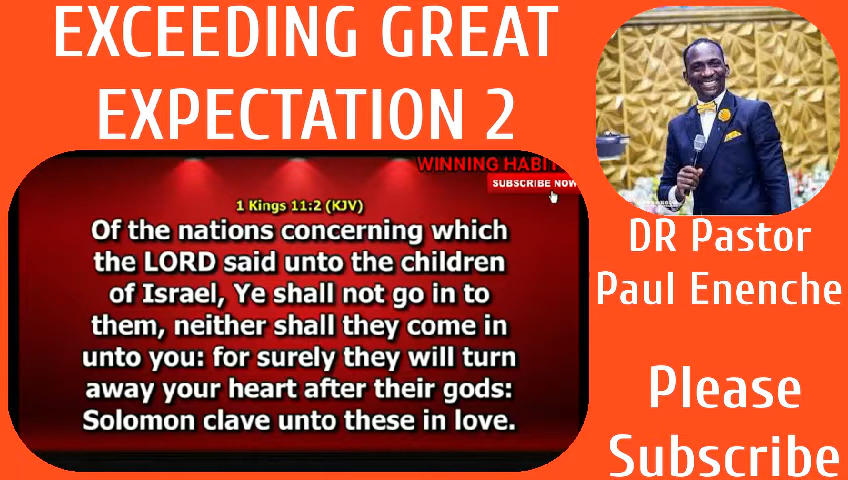 EXCEEDING GREAT
EXPECTATION 2
WINNING HABIT
SUBSCRIBE NOW
1 Kings 11:2 (KJV)
Of the nations concerning which
the LORD said unto the children
of Israel, Ye shall not go in to
them, neither shall they come in
unto you: for surely they will turn
away your heart after their gods:
Solomon clave unto these in love.
DR Pastor
Paul Enenche
Please
Subscribe